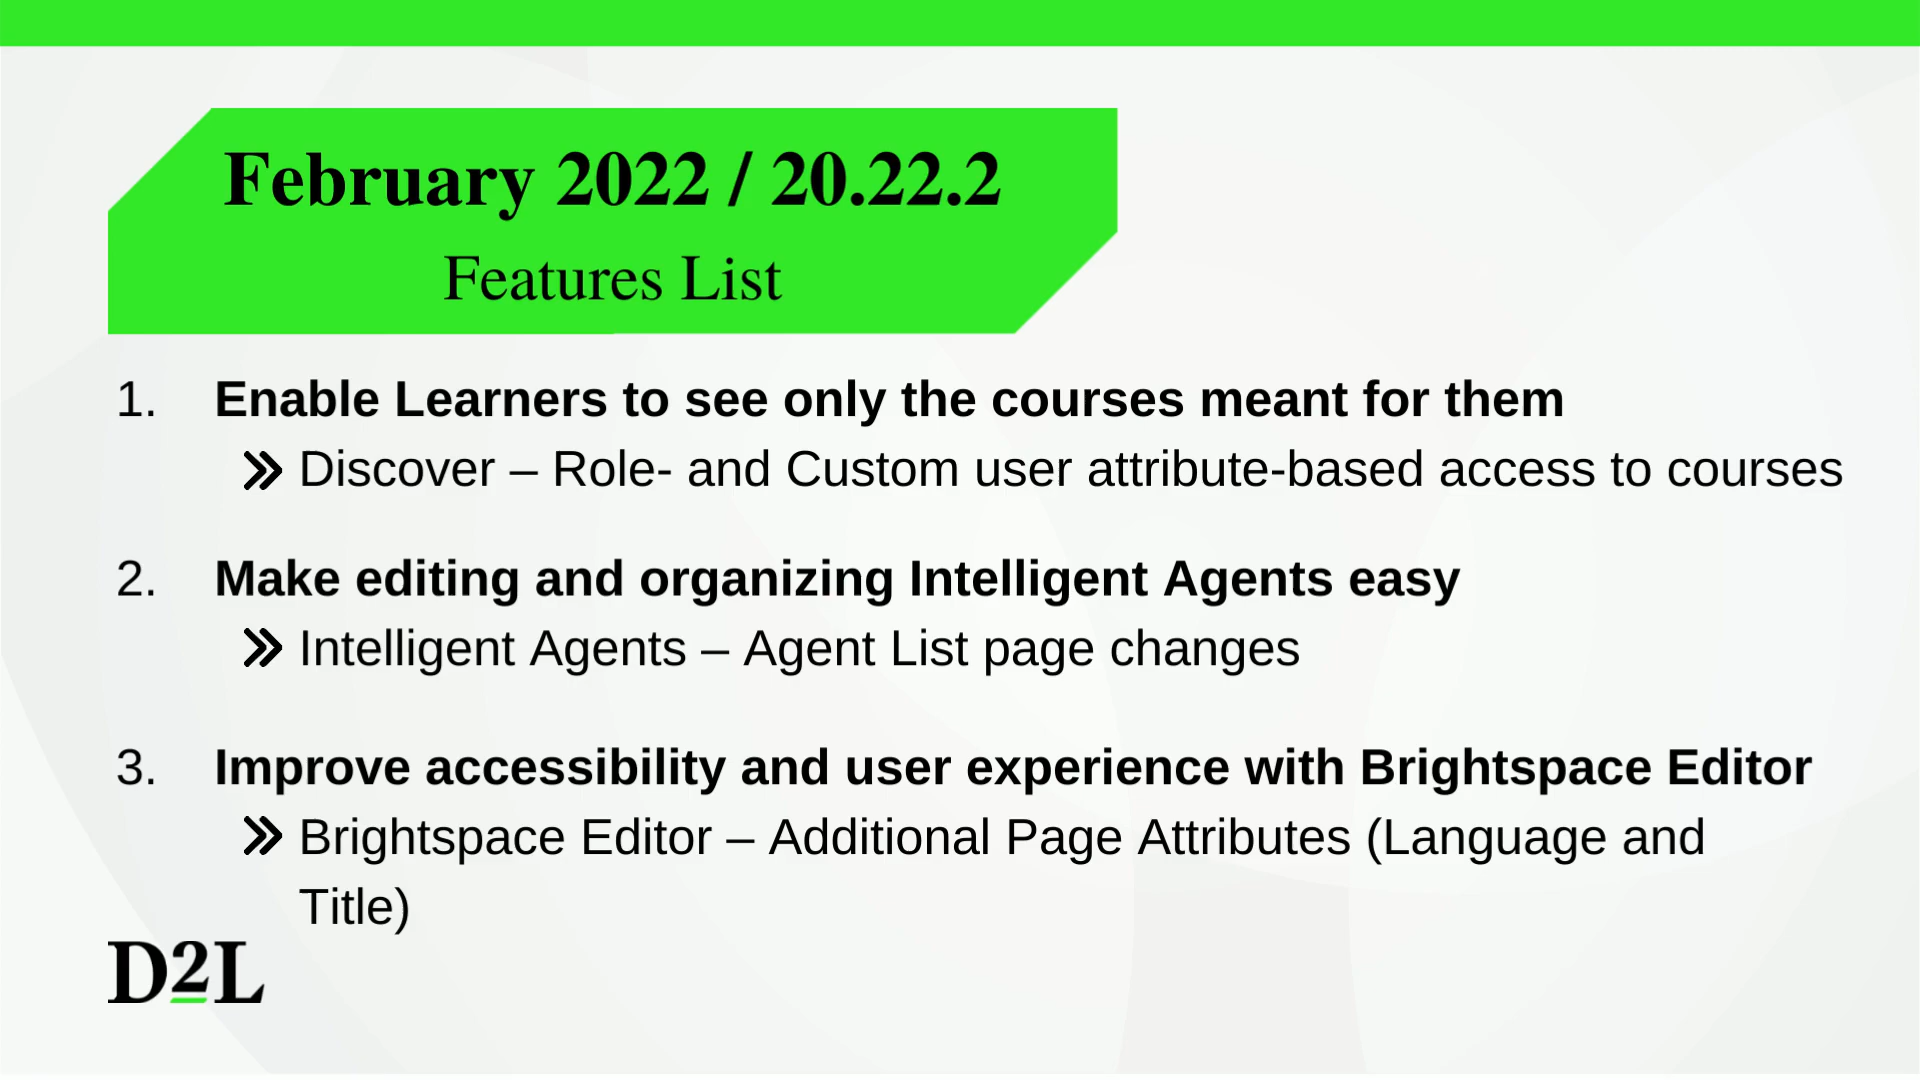 February 2022 / 20.22.2
Features List
1. Enable Learners to see only the courses meant for them
Discover – Role- and Custom user attribute-based access to courses
2. Make editing and organizing Intelligent Agents easy
Intelligent Agents – Agent List page changes
3. Improve accessibility and user experience with Brightspace Editor
Brightspace Editor – Additional Page Attributes (Language and
Title)
D2L